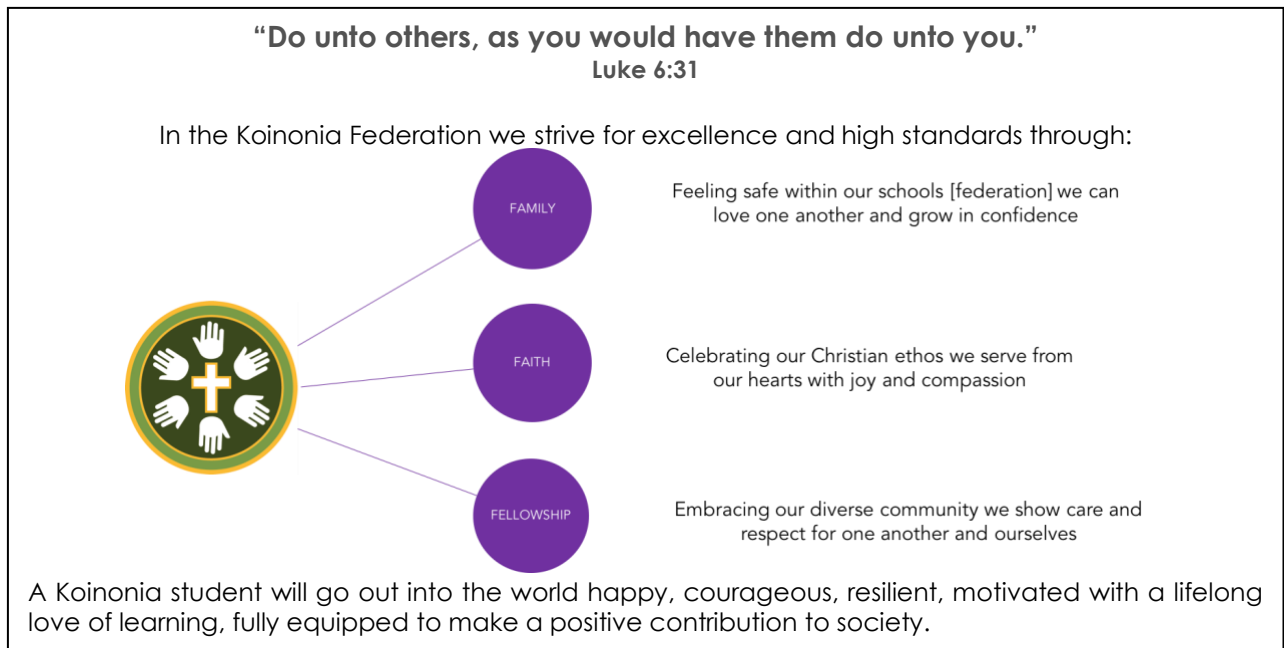 “Do unto others, as you would have them do unto you.”
Luke 6:31
In the Koinonia Federation we strive for excellence and high standards through:
FAMILY
Feeling safe within our schools [federation] we can
love one another and grow in confidence
FAITH
Celebrating our Christian ethos we serve from
our hearts with joy and compassion
FELLOWSHIP
Embracing our diverse community we show care and
respect for one another and ourselves
A Koinonia student will go out into the world happy, courageous, resilient, motivated with a lifelong
love of learning, fully equipped to make a positive contribution to society.